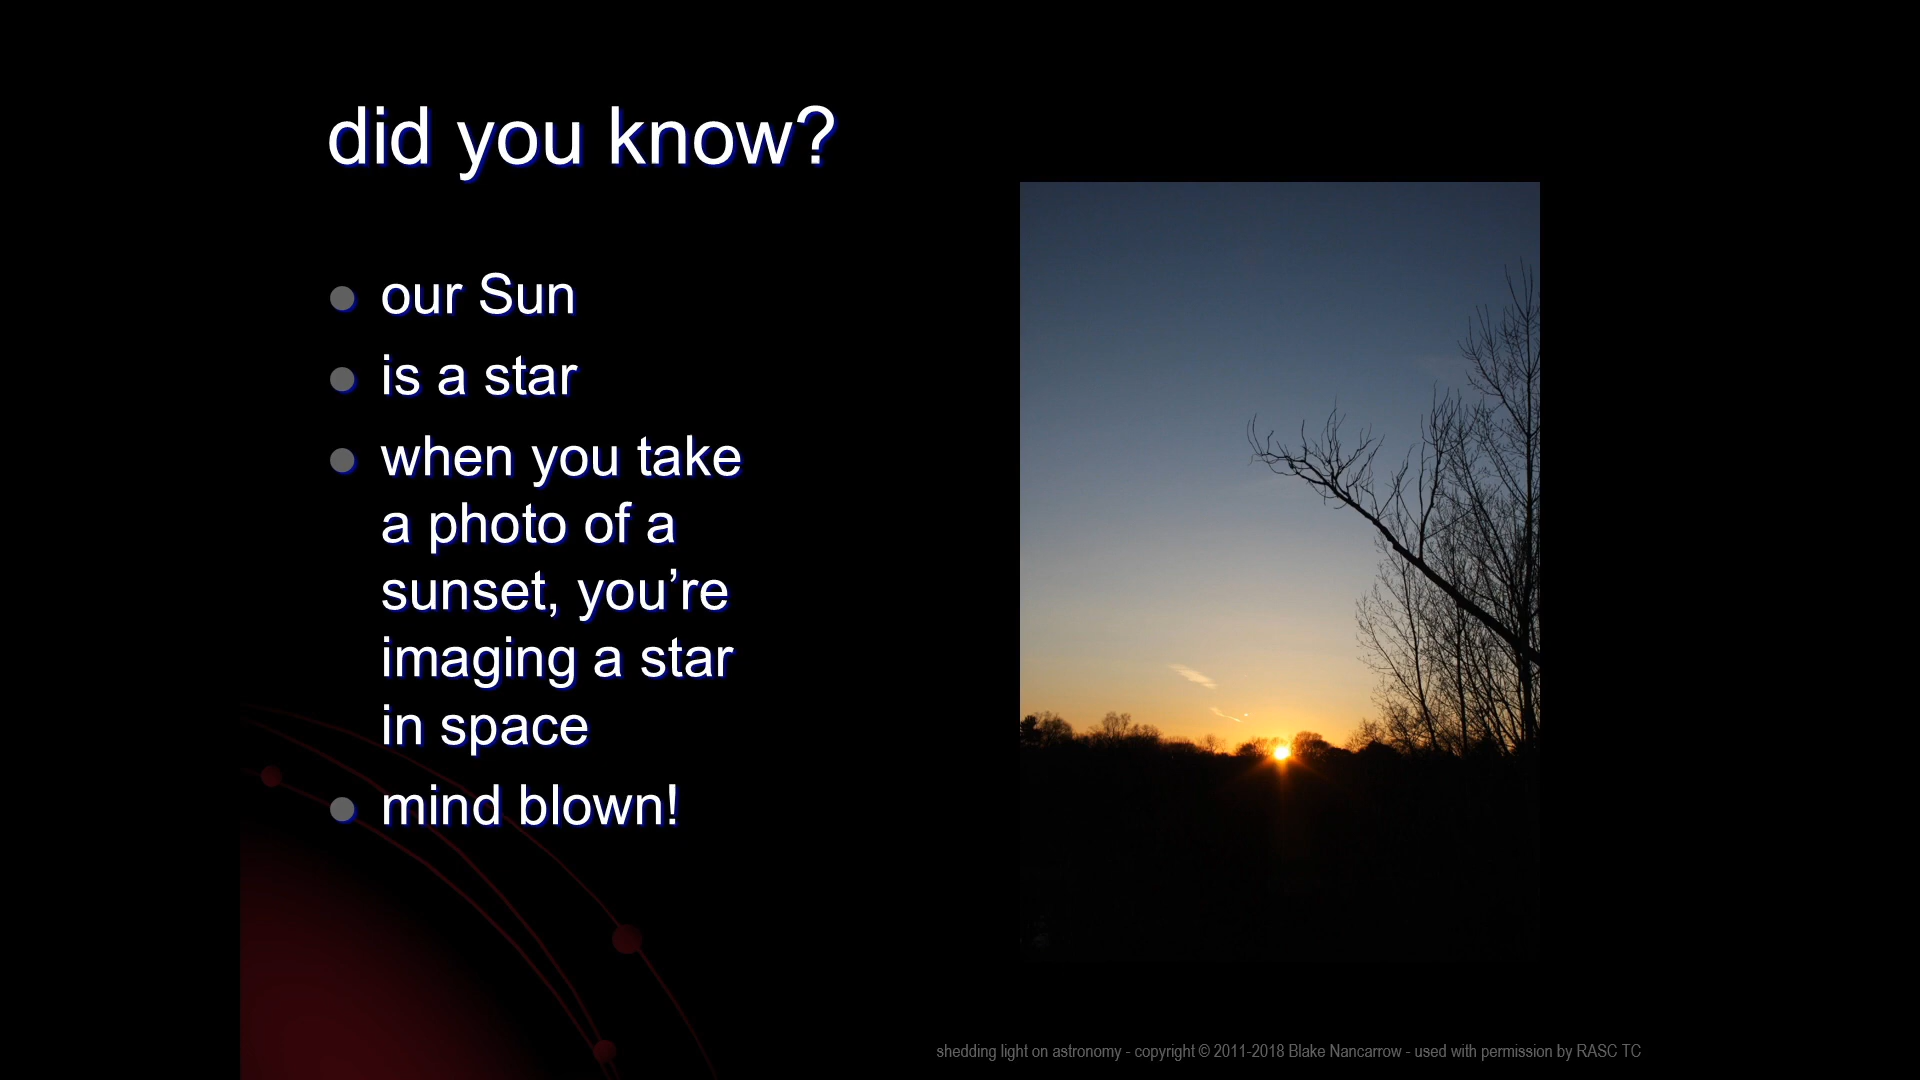 did you know?
our Sun
is a star
when you take
a photo of a
sunset, you’re
imaging a star
in space
mind blown!
shedding light on astronomy - copyright © 2011-2018 Blake Nancarrow - used with permission by RASC TC